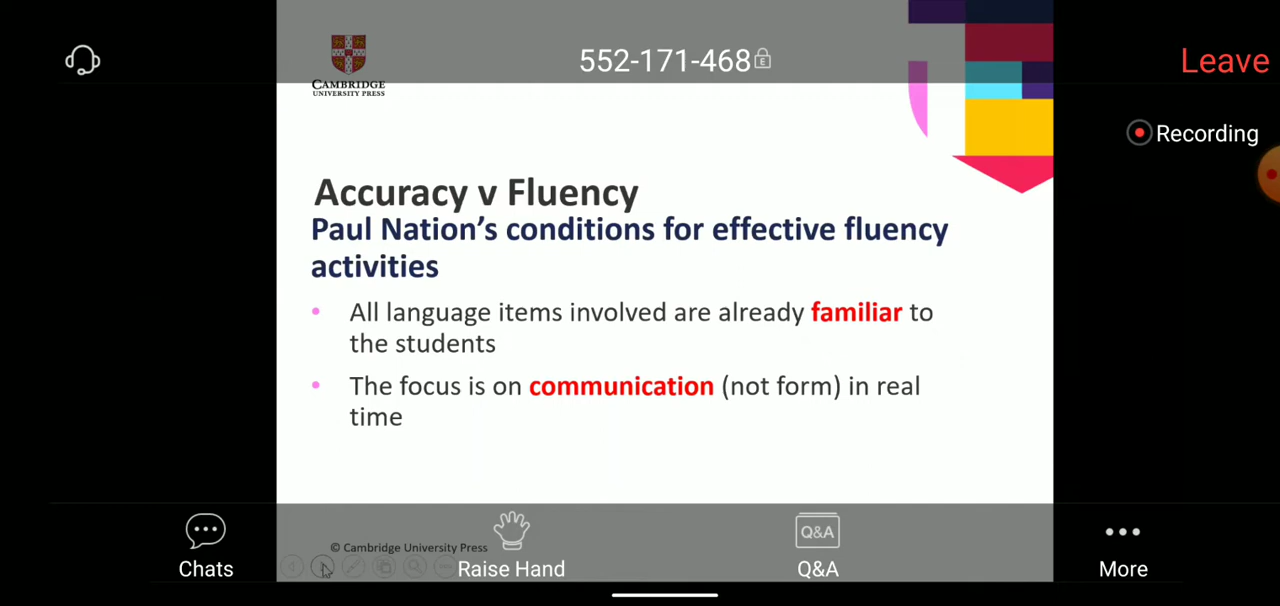 552-171-468
Leave
CAMBRIDGE
UNIVERSITY PRESS
Recording
Accuracy v Fluency
Paul Nation's conditions for effective fluency
activities
• All language items involved are already familiar to
the students
• The focus is on communication (not form) in real
time
© Cambridge University Press
Chats
Raise Hand
Q&A
Q&A
More